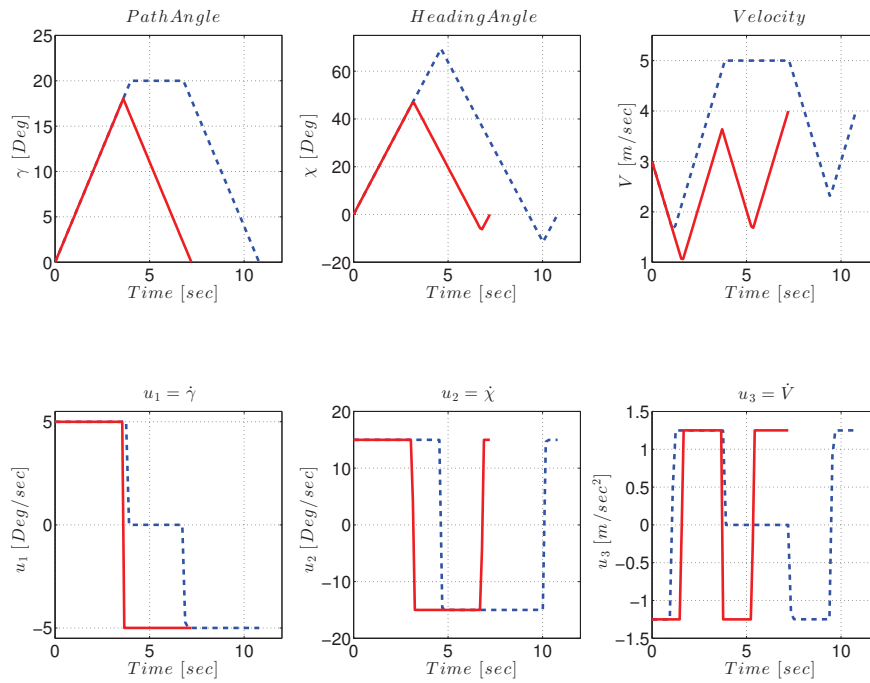 PathAngle
HeadingAngle
Velocity
25
20
15
10
5
0
γ [Deg]
0
5
10
Time [sec]
60
40
20
0
−20
χ [Deg]
0
5
10
Time [sec]
5
4
3
2
1
V [m/sec]
0
5
10
Time [sec]
u₁ = γ̇
u₂ = χ̇
u₃ = V̇
5
0
−5
u₁ [Deg/sec]
0
5
10
Time [sec]
15
10
5
0
−5
−10
−15
−20
u₂ [Deg/sec]
0
5
10
Time [sec]
1.5
1
0.5
0
−0.5
−1
−1.5
u₃ [m/sec²]
0
5
10
Time [sec]